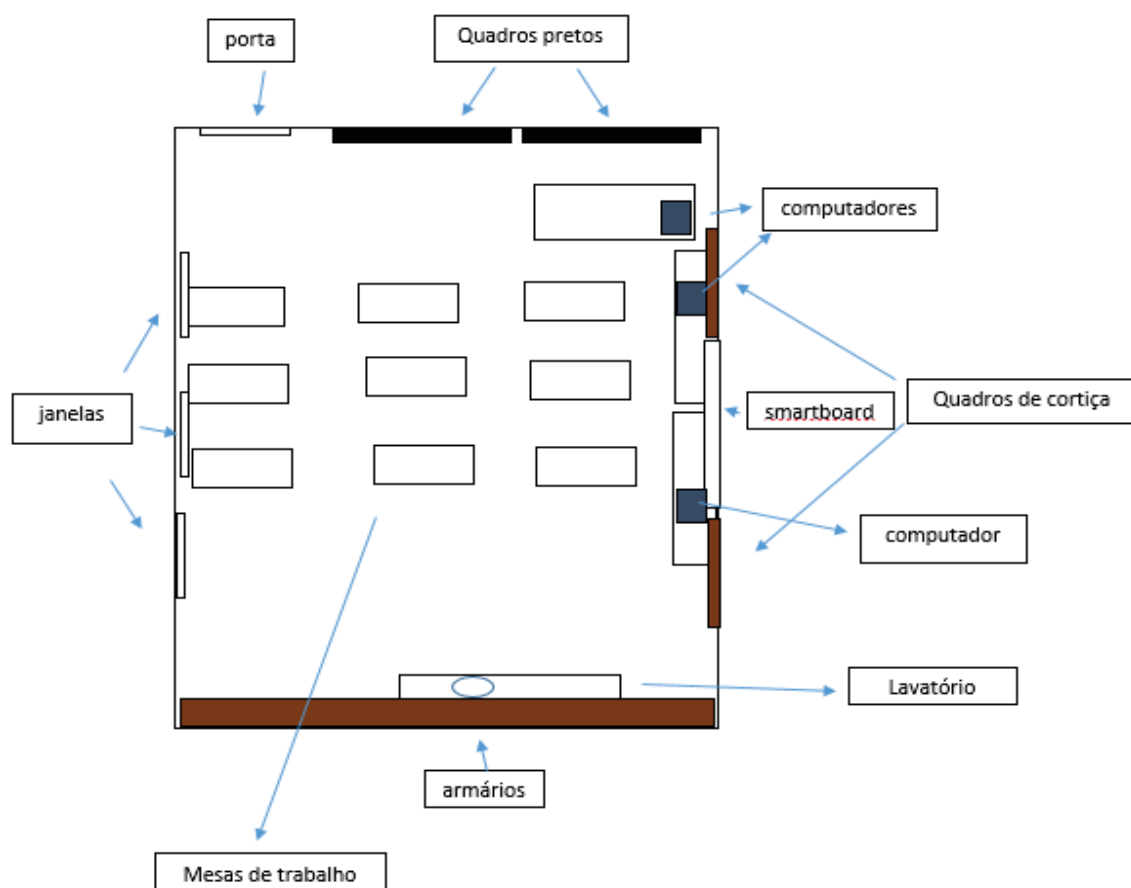 porta
Quadros pretos
computadores
janelas
smartboard
Quadros de cortiça
computador
Lavatório
armários
Mesas de trabalho